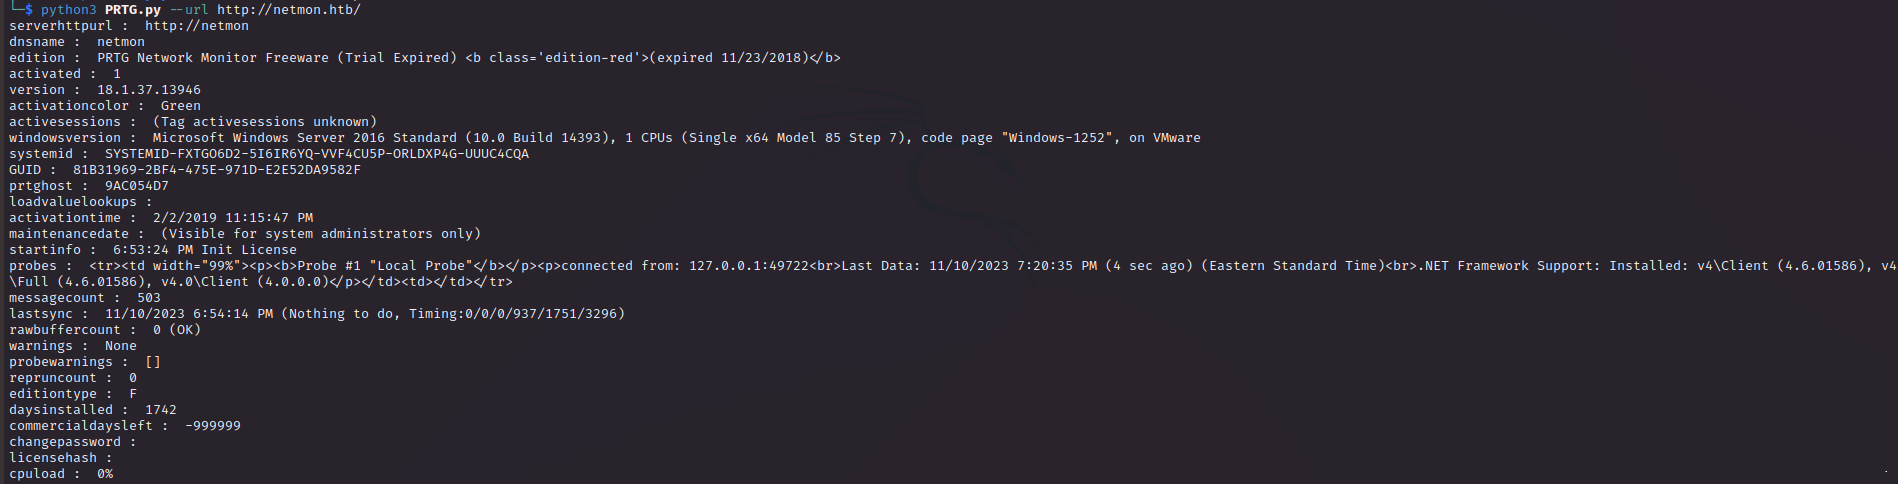 └─$ python3 PRTG.py --url http://netmon.htb/
serverhttpurl :  http://netmon
dnsname :  netmon
edition :  PRTG Network Monitor Freeware (Trial Expired) <b class='edition-red'>(expired 11/23/2018)</b>
activated :  1
version :  18.1.37.13946
activationcolor :  Green
activesessions :  (Tag activesessions unknown)
windowsversion :  Microsoft Windows Server 2016 Standard (10.0 Build 14393), 1 CPUs (Single x64 Model 85 Step 7), code page "Windows-1252", on VMware
systemid :  SYSTEMID-FXTGO6D2-5I6IR6YQ-VVF4CU5P-ORLDXP4G-UUUC4CQA
GUID :  81B31969-2BF4-475E-971D-E2E52DA9582F
prtghost :  9AC054D7
loadvaluelookups :
activationtime :  2/2/2019 11:15:47 PM
maintenancedate :  (Visible for system administrators only)
startinfo :  6:53:24 PM Init License
probes :  <tr><td width="99%"><p><b>Probe #1 "Local Probe"</b></p><p>connected from: 127.0.0.1:49722<br>Last Data: 11/10/2023 7:20:35 PM (4 sec ago) (Eastern Standard Time)<br>.NET Framework Support: Installed: v4\Client (4.6.01586), v4
\Full (4.6.01586), v4.0\Client (4.0.0.0)</p></td><td></td></tr>
messagecount :  503
lastsync :  11/10/2023 6:54:14 PM (Nothing to do, Timing:0/0/0/937/1751/3296)
rawbuffercount :  0 (OK)
warnings :  None
probewarnings :  []
repruncount :  0
editiontype :  F
daysinstalled :  1742
commercialdaysleft :  -999999
changepassword :
licensehash :
cpuload :  0%